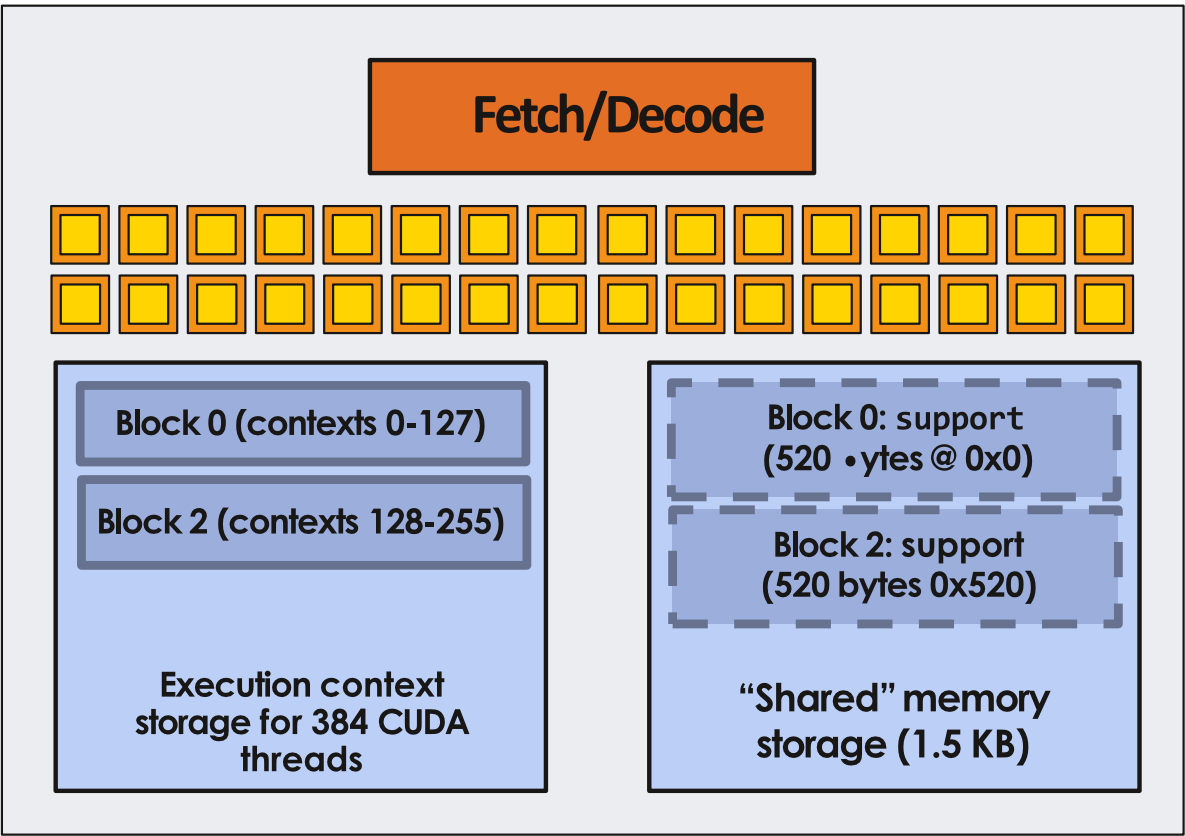 Fetch/Decode
Block 0 (contexts 0-127)
Block 2 (contexts 128-255)
Execution context
storage for 384 CUDA
threads
Block 0: support
(520 •ytes @ 0x0)
Block 2: support
(520 bytes 0x520)
“Shared” memory
storage (1.5 KB)